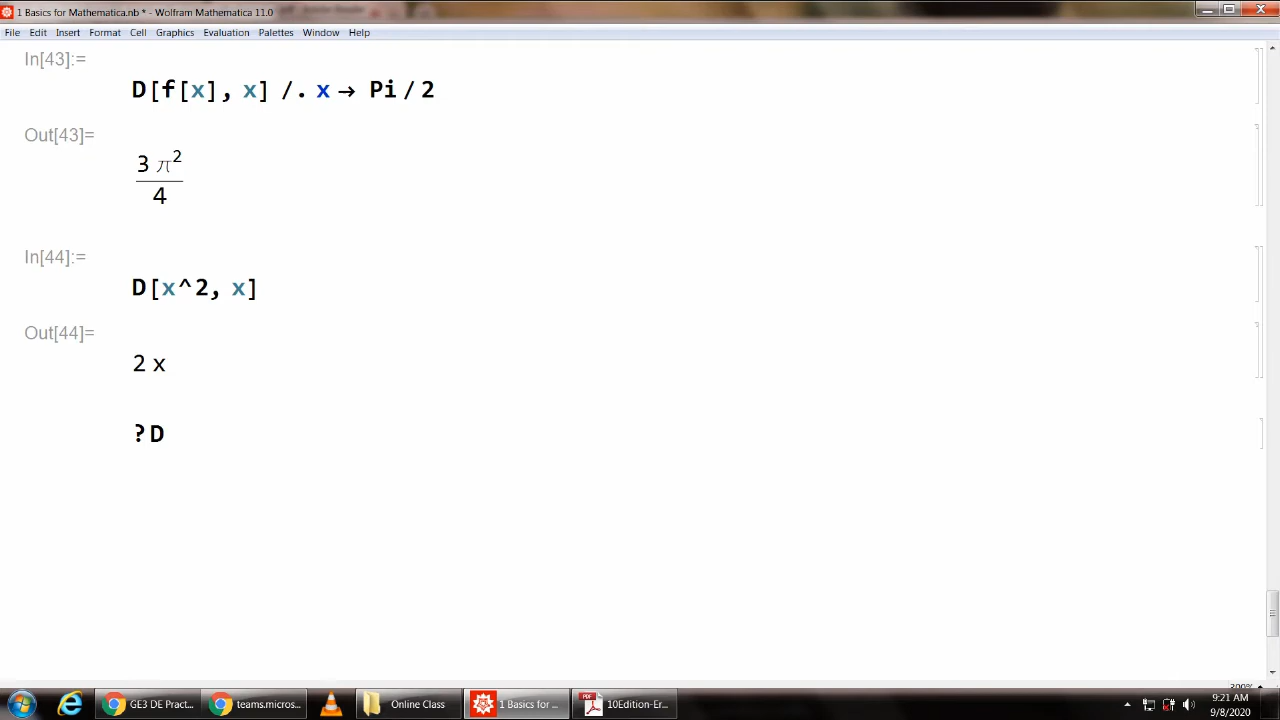 1 Basics for Mathematica.nb * - Wolfram Mathematica 11.0
File Edit Insert Format Cell Graphics Evaluation Palettes Window Help
In[43]:=
D[f[x], x] /. x → Pi / 2
Out[43]=
3 π²
4
In[44]:=
D[x^2, x]
Out[44]=
2 x
?D
GE3 DE Pract... teams.micros... Online Class 1 Basics for ... 10Edition-Er...
9:21 AM
9/8/2020